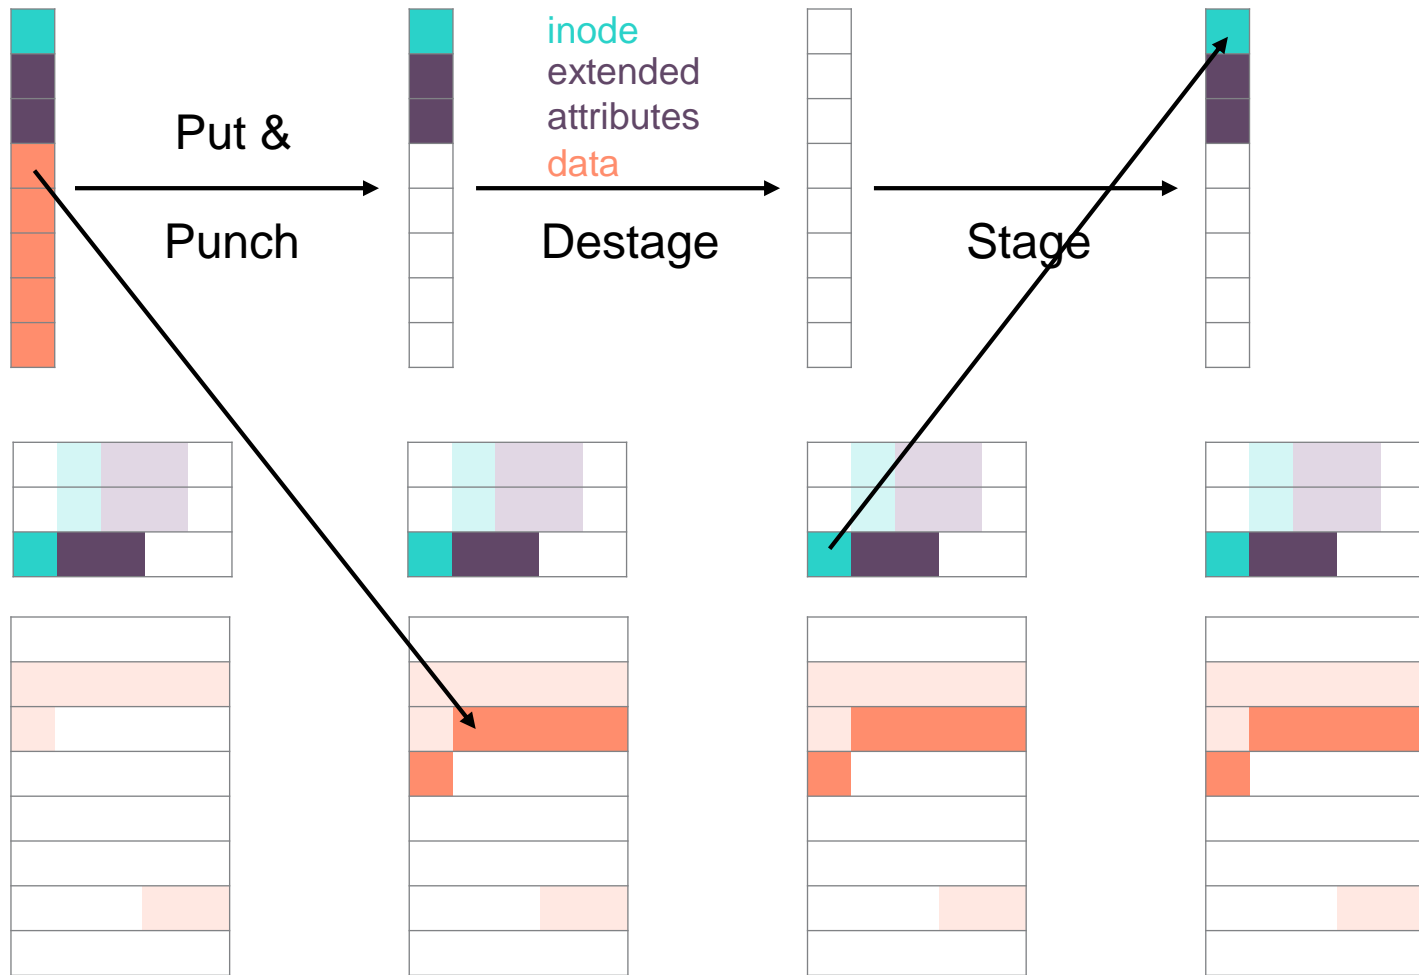 Put &
Punch
inode
extended
attributes
data
Destage
Stage